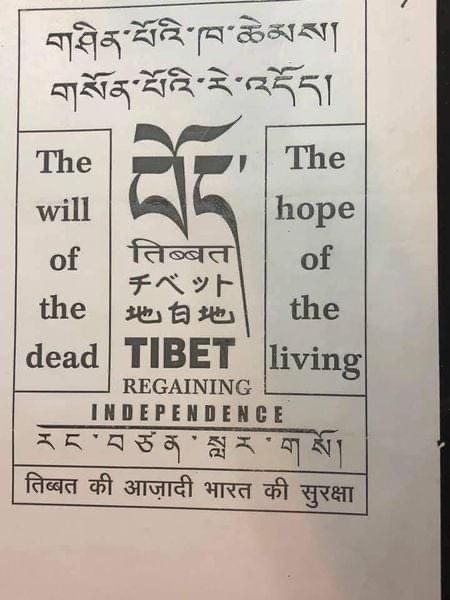 གཤིན་པོའི་ཁ་ཆེམས།
གསོན་པོའི་རེ་འདོད།
The
will
of
the
dead
བོད་
तिब्बत
チベット
地白地
TIBET
REGAINING
INDEPENDENCE
The
hope
of
the
living
རང་བཙན་སླར་གསོ།
तिब्बत की आज़ादी भारत की सुरक्षा